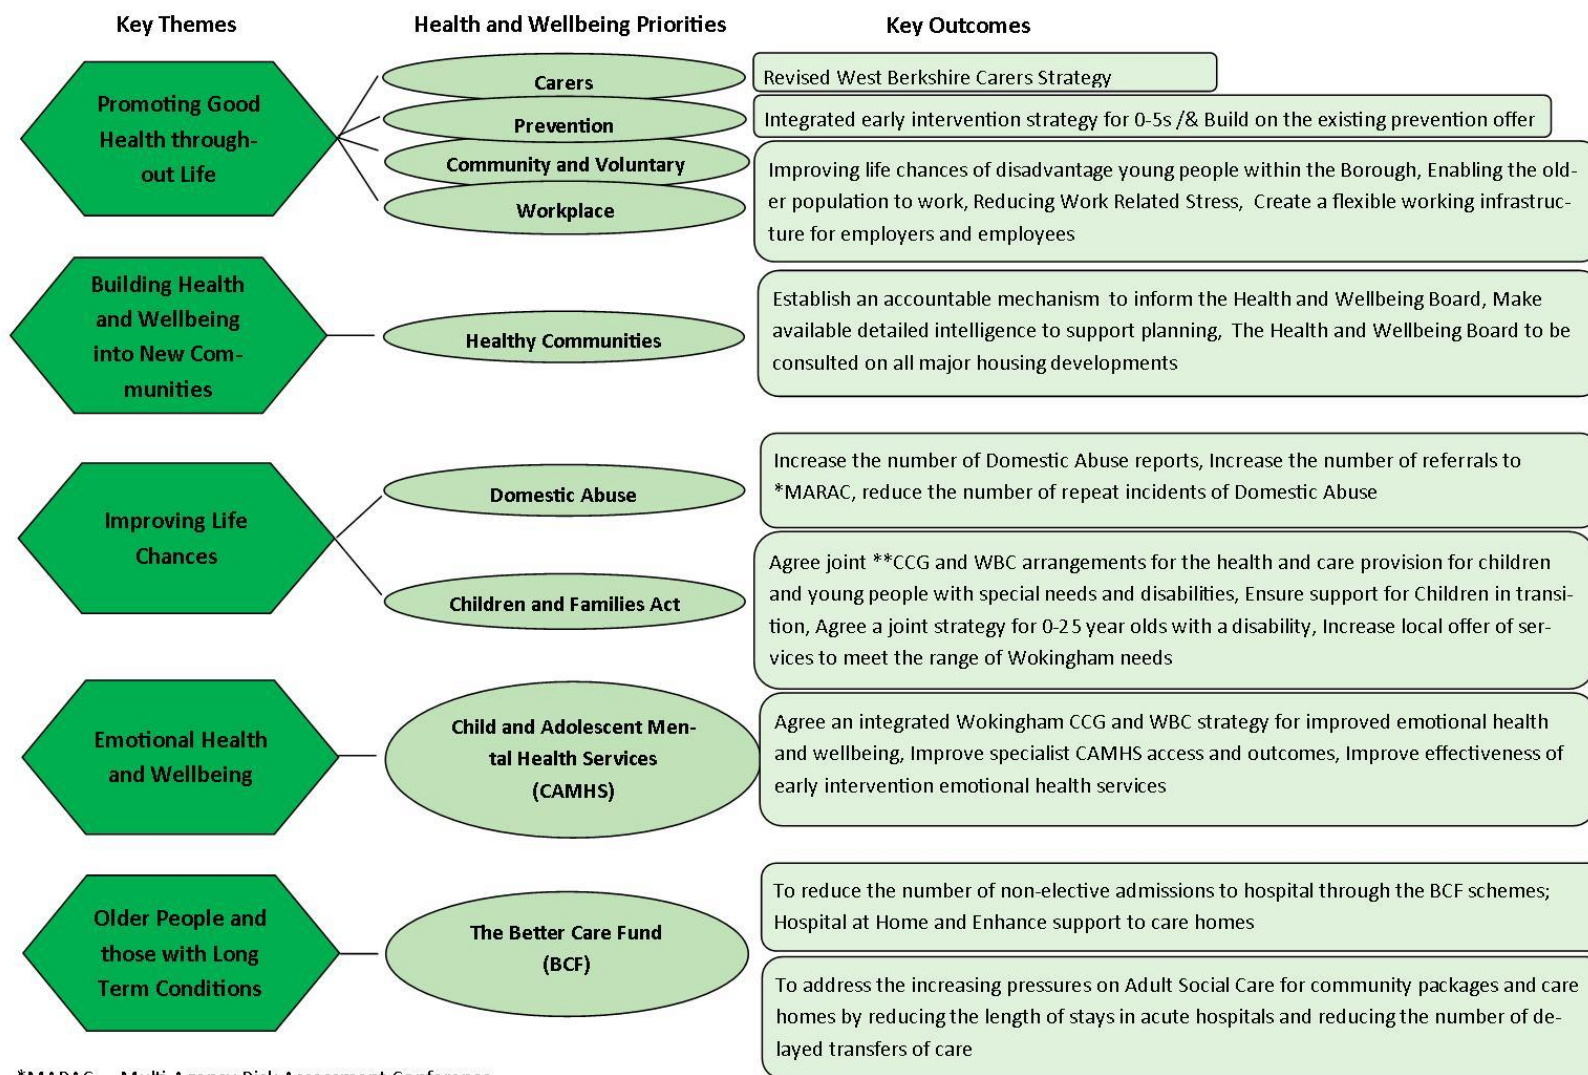 Key Themes
Health and Wellbeing Priorities
Key Outcomes
Promoting Good
Health through-
out Life
Carers
Prevention
Community and Voluntary
Workplace
Revised West Berkshire Carers Strategy
Integrated early intervention strategy for 0-5s /& Build on the existing prevention offer
Improving life chances of disadvantage young people within the Borough, Enabling the old-
er population to work, Reducing Work Related Stress,  Create a flexible working infrastruc-
ture for employers and employees
Building Health
and Wellbeing
into New Com-
munities
Healthy Communities
Establish an accountable mechanism  to inform the Health and Wellbeing Board, Make
available detailed intelligence to support planning,  The Health and Wellbeing Board to be
consulted on all major housing developments
Improving Life
Chances
Domestic Abuse
Increase the number of Domestic Abuse reports, Increase the number of referrals to
*MARAC, reduce the number of repeat incidents of Domestic Abuse
Children and Families Act
Agree joint **CCG and WBC arrangements for the health and care provision for children
and young people with special needs and disabilities, Ensure support for Children in transi-
tion, Agree a joint strategy for 0-25 year olds with a disability, Increase local offer of ser-
vices to meet the range of Wokingham needs
Emotional Health
and Wellbeing
Child and Adolescent Men-
tal Health Services
(CAMHS)
Agree an integrated Wokingham CCG and WBC strategy for improved emotional health
and wellbeing, Improve specialist CAMHS access and outcomes, Improve effectiveness of
early intervention emotional health services
Older People and
those with Long
Term Conditions
The Better Care Fund
(BCF)
To reduce the number of non-elective admissions to hospital through the BCF schemes;
Hospital at Home and Enhance support to care homes
To address the increasing pressures on Adult Social Care for community packages and care
homes by reducing the length of stays in acute hospitals and reducing the number of de-
layed transfers of care
*MARAC — Multi Agency Risk Assessment Conference